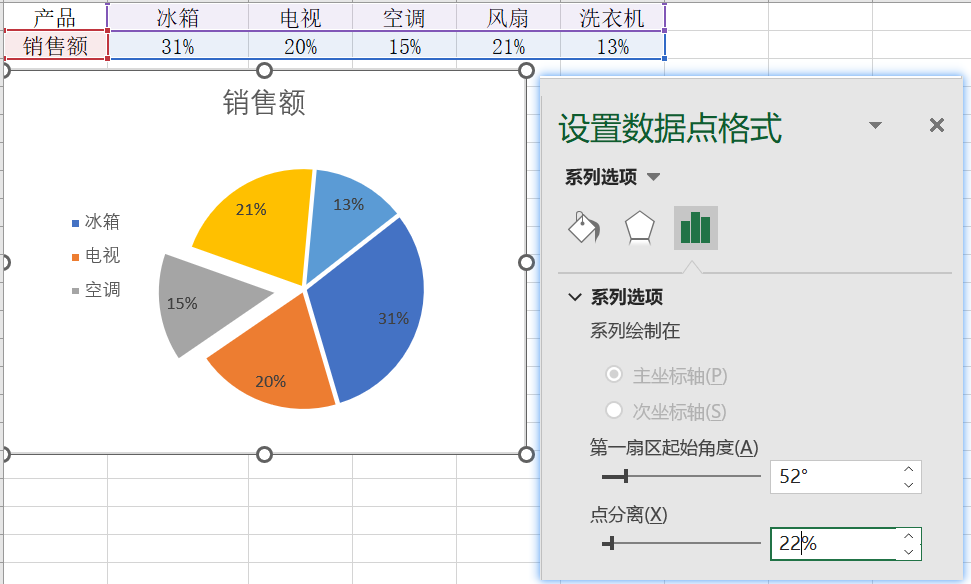 产品 冰箱 电视 空调 风扇 洗衣机
销售额 31% 20% 15% 21% 13%
销售额
冰箱
电视
空调
21%
13%
15%
31%
20%
设置数据点格式
系列选项
系列选项
系列绘制在
主坐标轴(P)
次坐标轴(S)
第一扇区起始角度(A)
52°
点分离(X)
22%